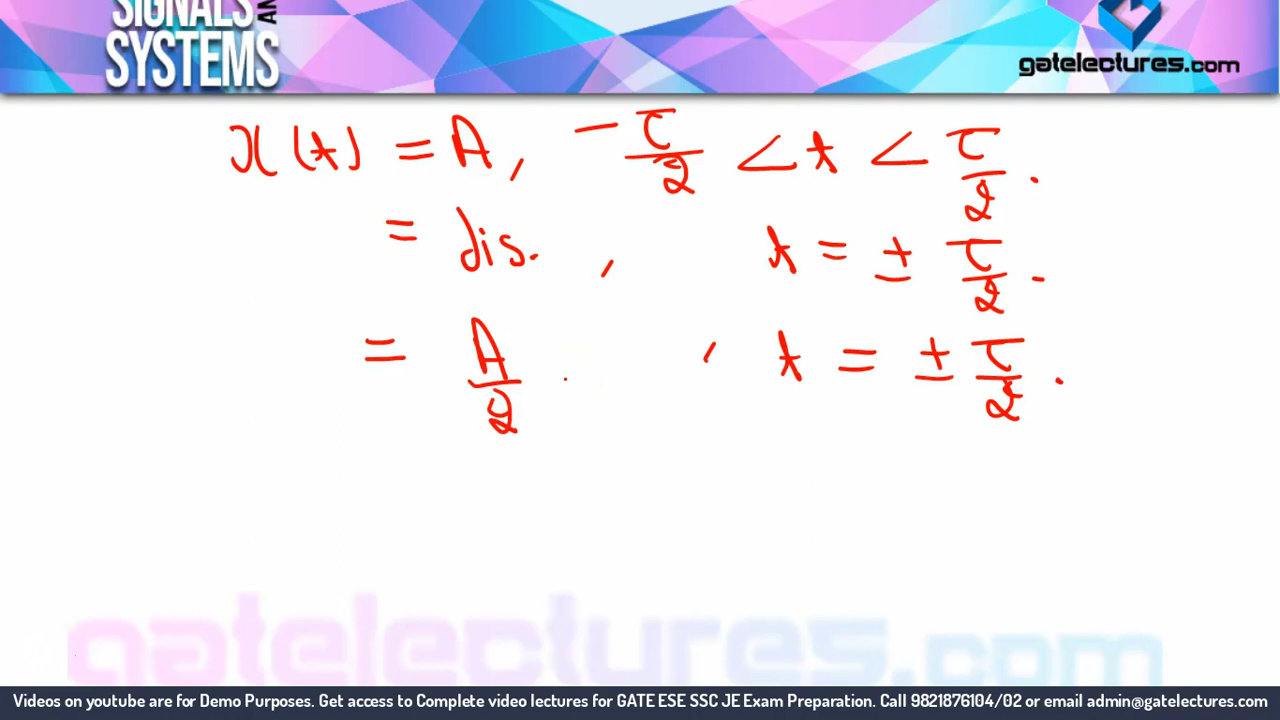 SIGNALS AND
SYSTEMS
gatelectures.com
x(t) = A, -τ/2 < t < τ/2.
= dis. , t = ± τ/2.
= A/2 , t = ± τ/2.
gatelectures.com
Videos on youtube are for Demo Purposes. Get access to Complete video lectures for GATE ESE SSC JE Exam Preparation. Call 9821876104/02 or email admin@gatelectures.com